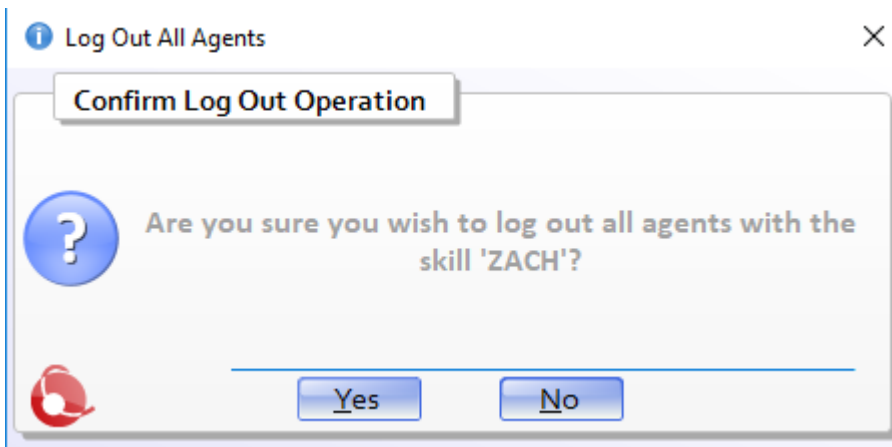 Log Out All Agents
Confirm Log Out Operation
Are you sure you wish to log out all agents with the
skill 'ZACH'?
Yes
No